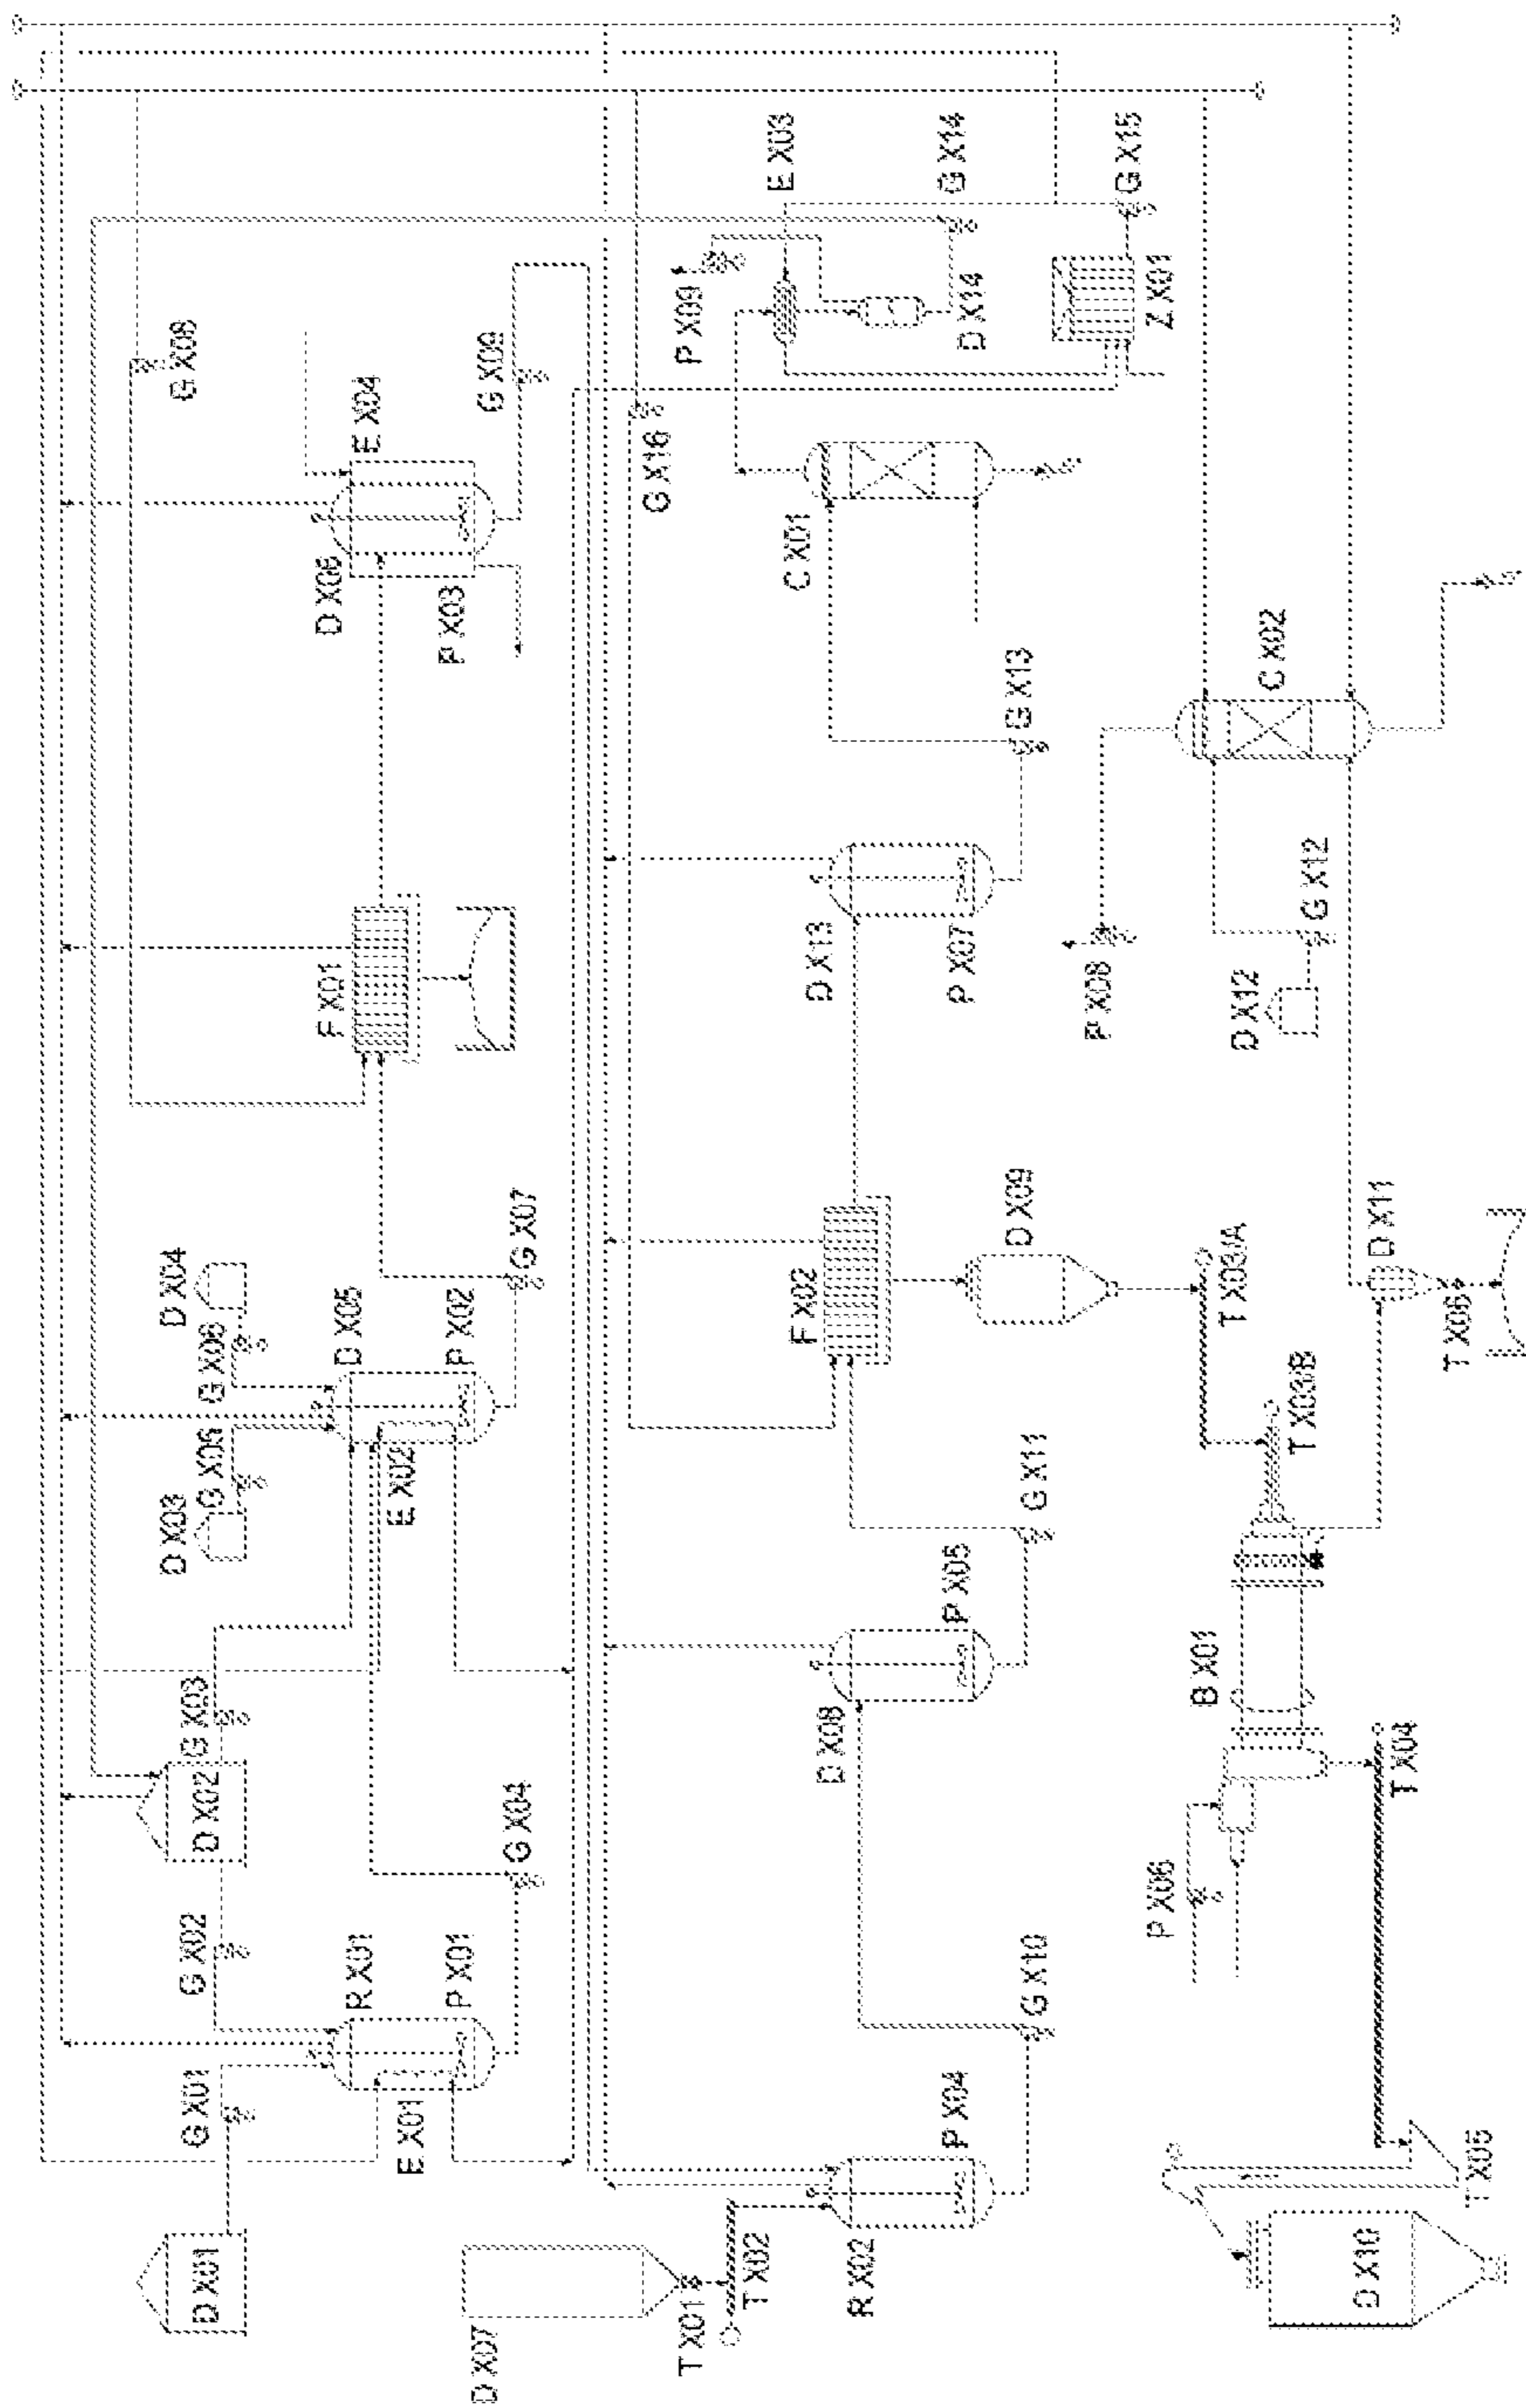 D X01
G X01
G X02
D X02
G X03
D X03
G X05
G X06
D X04
R X01
P X01
E X01
G X04
D X05
P X02
E X02
G X07
F X01
D X06
P X03
E X04
G X08
G X09
D X07
T X01
T X02
R X02
P X04
G X10
D X08
P X05
G X11
F X02
D X09
T X03/A
D X13
P X07
G X13
C X01
G X16
P X09
E X03
G X14
D X14
Z X01
G X15
D X10
T X05
T X04
P X06
B X01
T X03/B
D X11
T X06
D X12
G X12
P X08
C X02